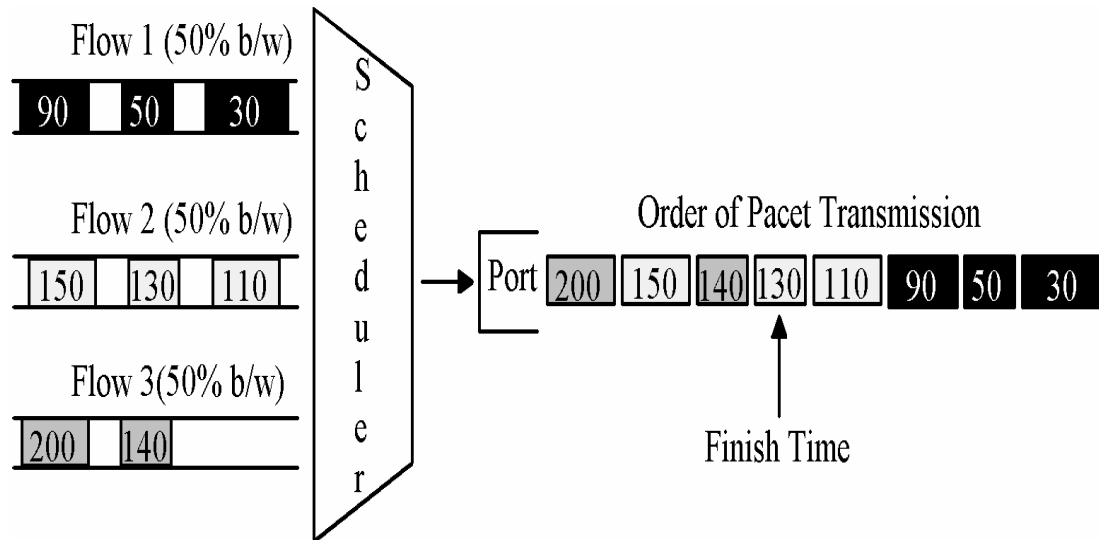 Flow 1 (50% b/w)
90 50 30
Flow 2 (50% b/w)
150 130 110
Flow 3(50% b/w)
200 140
Scheduler
Order of Pacet Transmission
Port 200 150 140 130 110 90 50 30
Finish Time